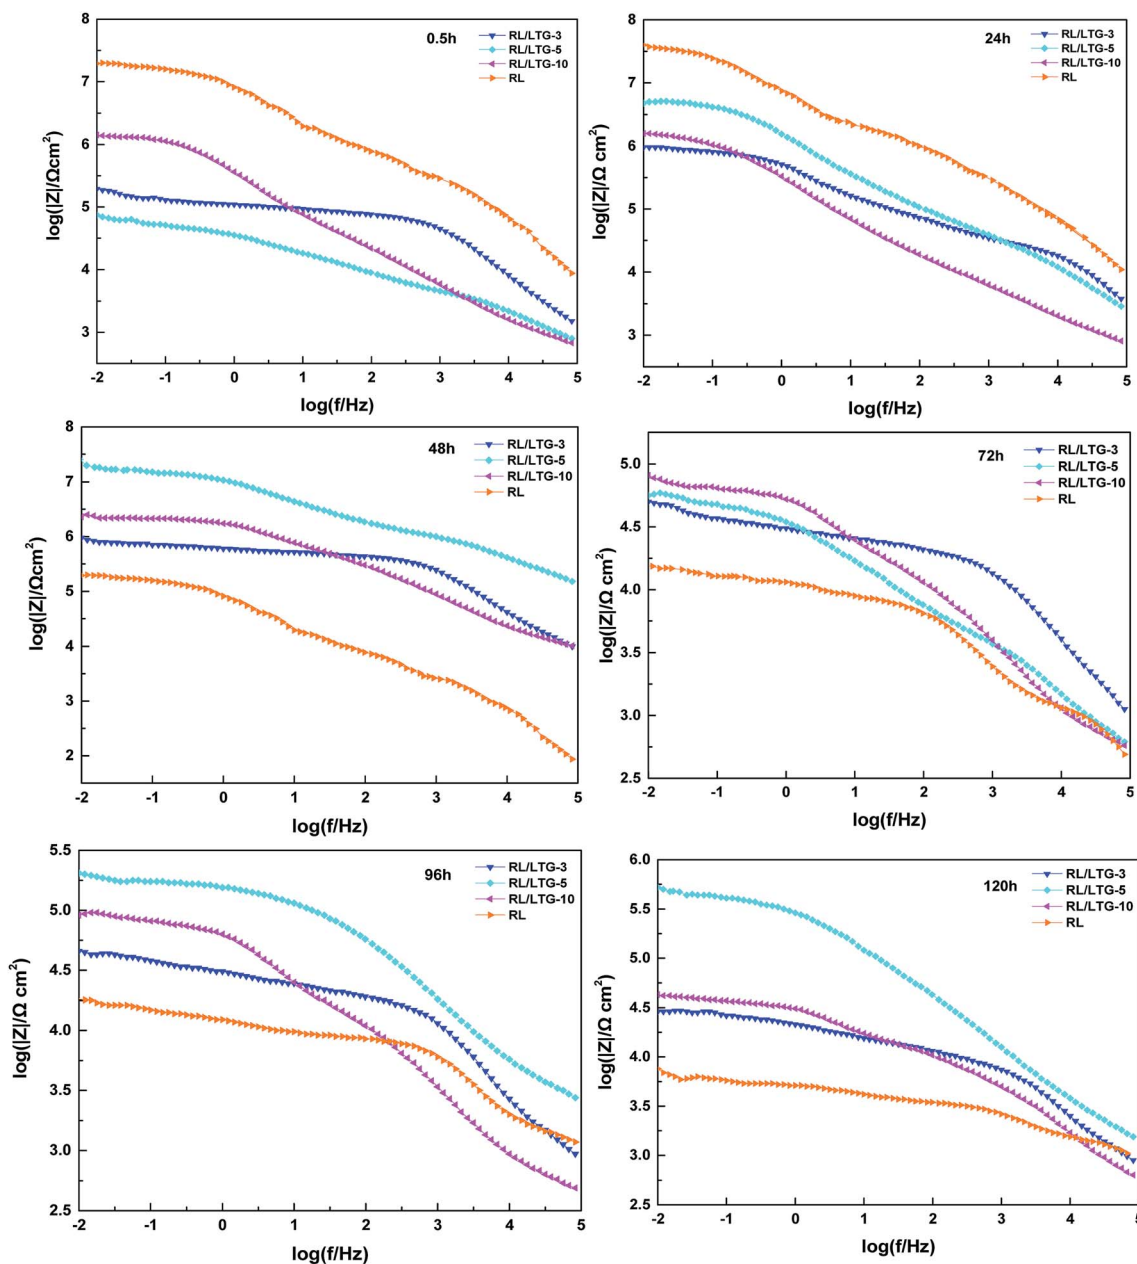 0.5h
RL/LTG-3
RL/LTG-5
RL/LTG-10
RL
8
7
6
5
4
3
log(|Z|/Ωcm²)
-2 -1 0 1 2 3 4 5
log(f/Hz)
24h
RL/LTG-3
RL/LTG-5
RL/LTG-10
RL
8
7
6
5
4
3
log(|Z|/Ω cm²)
-2 -1 0 1 2 3 4 5
log(f/Hz)
48h
RL/LTG-3
RL/LTG-5
RL/LTG-10
RL
8
7
6
5
4
3
2
log(|Z|/Ωcm²)
-2 -1 0 1 2 3 4 5
log(f/Hz)
72h
RL/LTG-3
RL/LTG-5
RL/LTG-10
RL
5.0
4.5
4.0
3.5
3.0
2.5
log(|Z|/Ω cm²)
-2 -1 0 1 2 3 4 5
log(f/Hz)
96h
RL/LTG-3
RL/LTG-5
RL/LTG-10
RL
5.5
5.0
4.5
4.0
3.5
3.0
2.5
log(|Z|/Ω cm²)
-2 -1 0 1 2 3 4 5
log(f/Hz)
120h
RL/LTG-3
RL/LTG-5
RL/LTG-10
RL
6.0
5.5
5.0
4.5
4.0
3.5
3.0
2.5
log(|Z|/Ω cm²)
-2 -1 0 1 2 3 4 5
log(f/Hz)